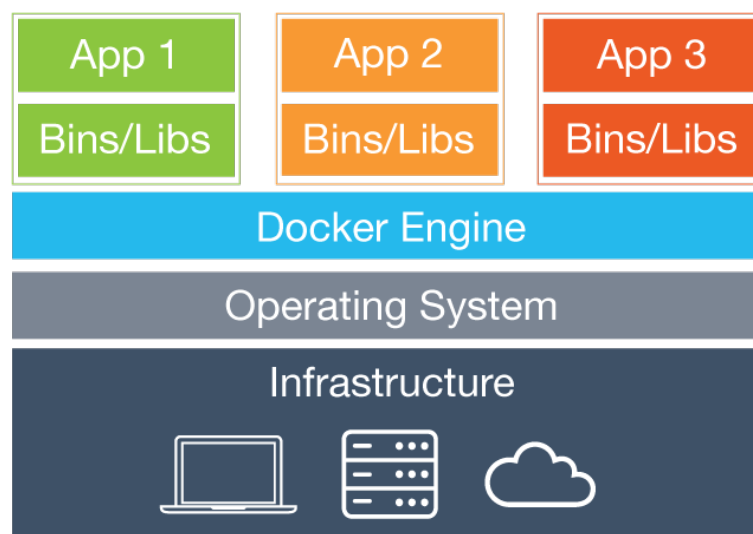 App 1
App 2
App 3
Bins/Libs
Bins/Libs
Bins/Libs
Docker Engine
Operating System
Infrastructure